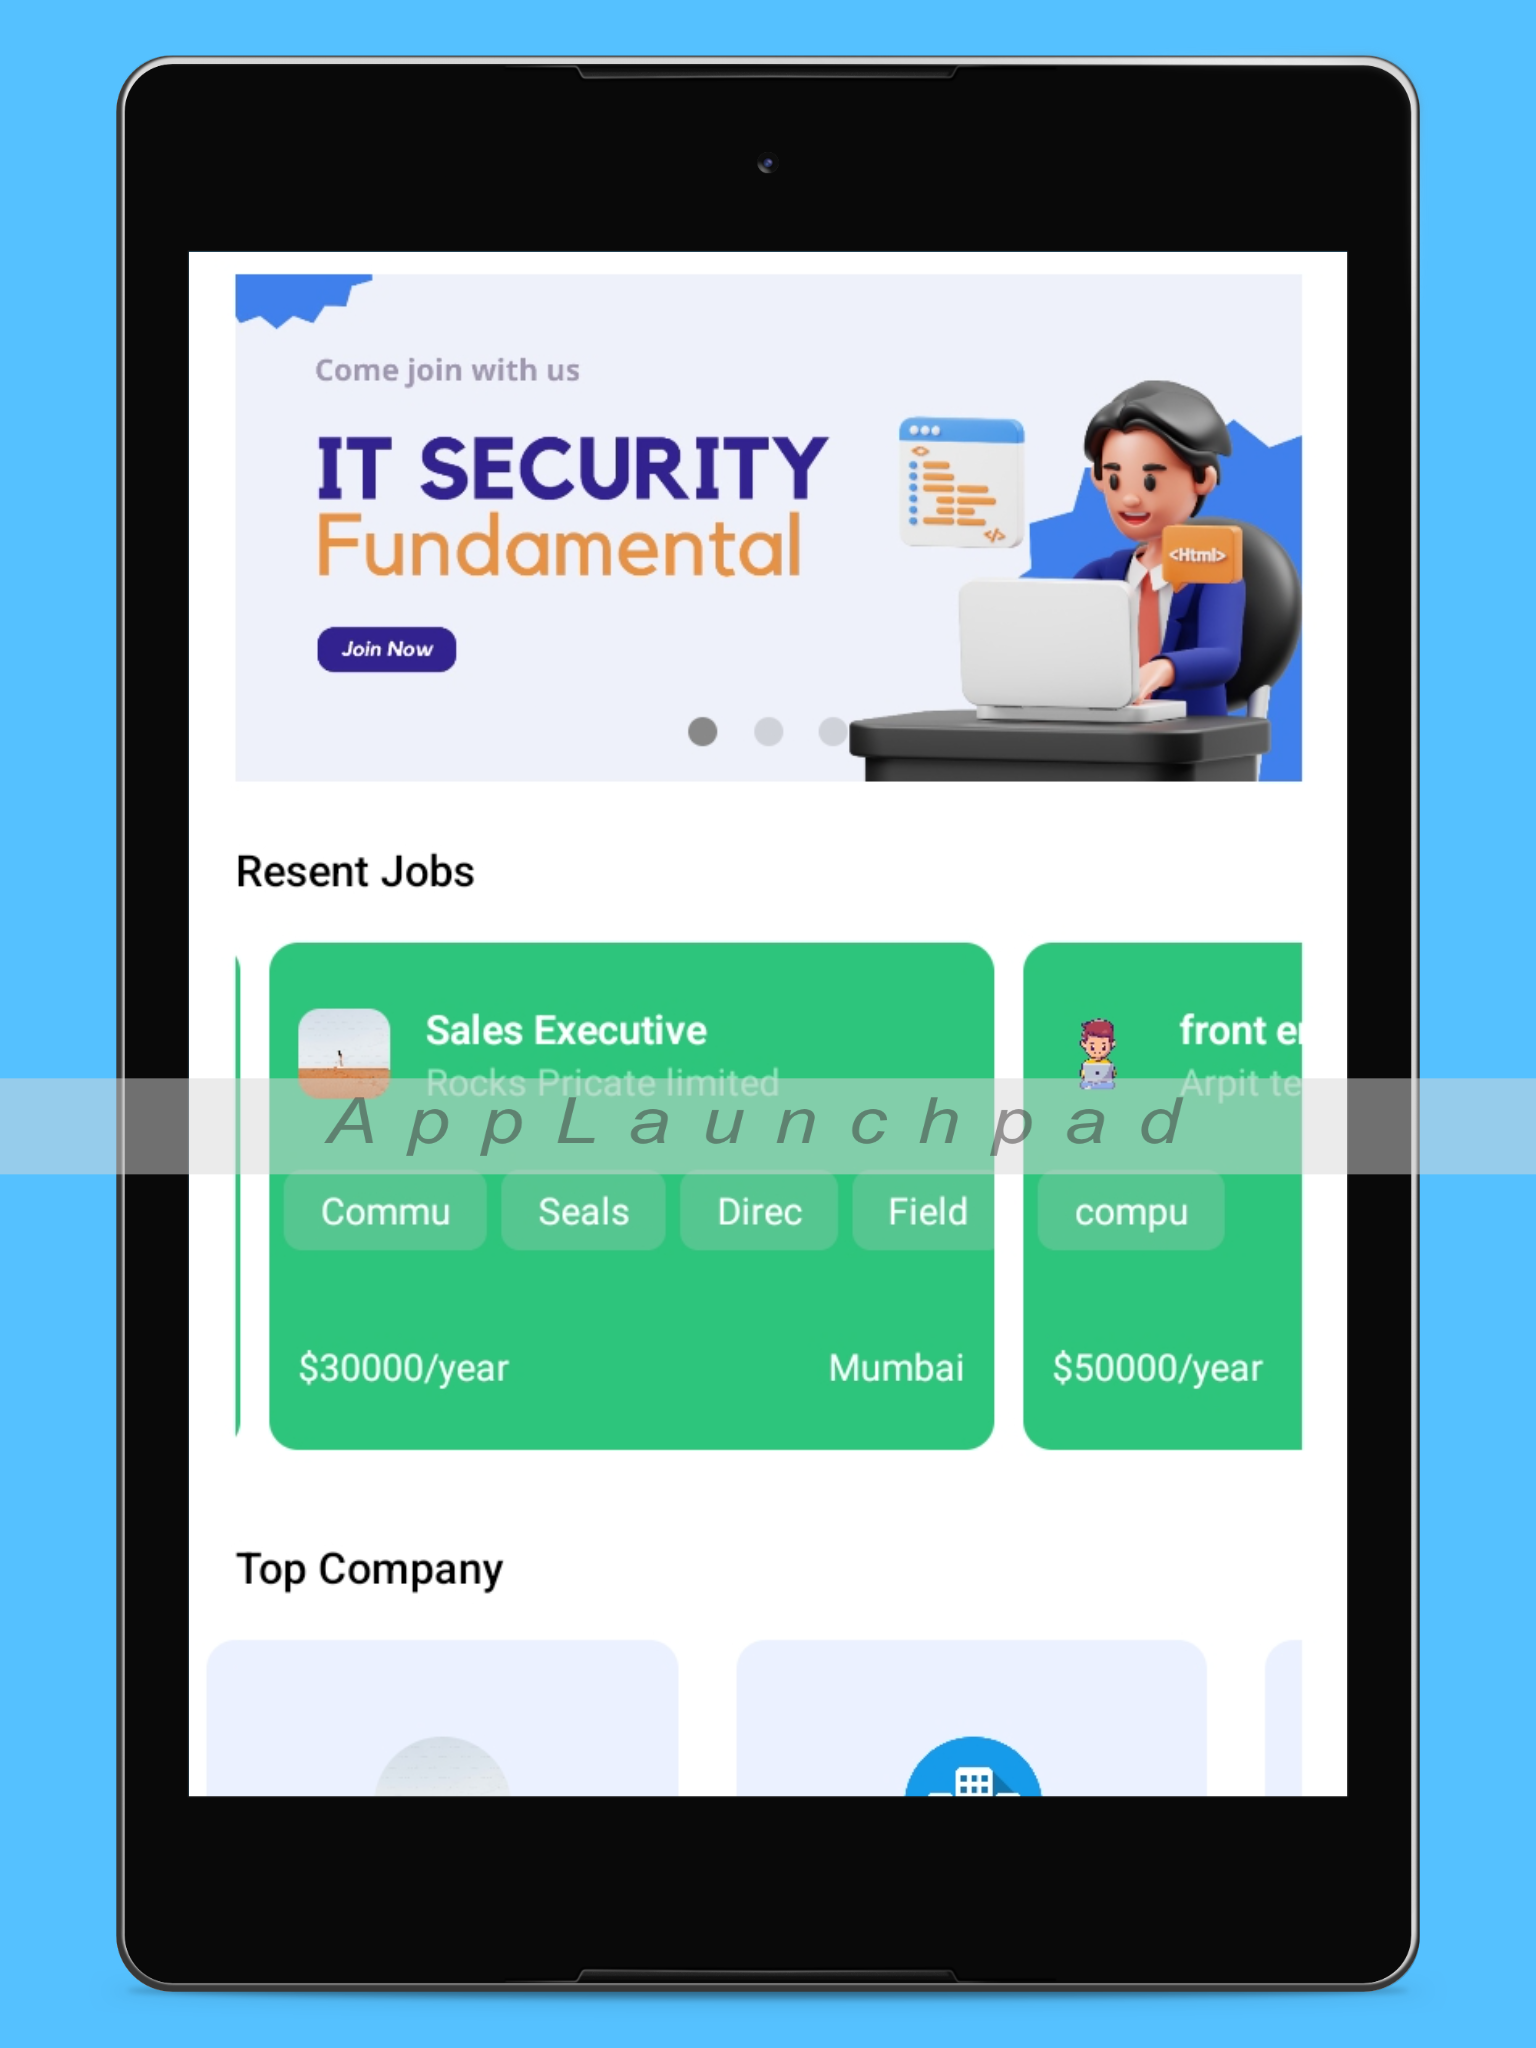 Come join with us
IT SECURITY
Fundamental
<Html>
Join Now
Resent Jobs
Sales Executive
Rocks Pricate limited
front
Arpit
AppLaunchpad
Commu Seals Direc Field
compu
$30000/year Mumbai
$50000/year
Top Company